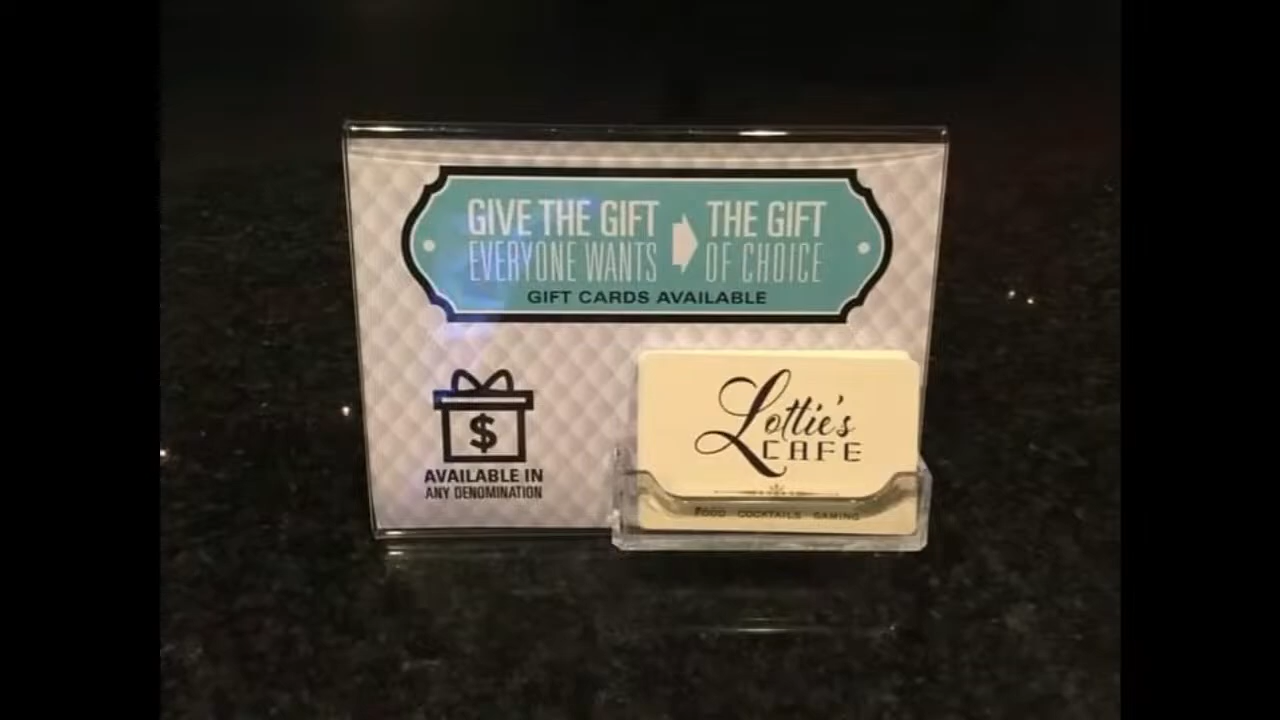 GIVE THE GIFT
EVERYONE WANTS
THE GIFT
OF CHOICE
GIFT CARDS AVAILABLE
$
AVAILABLE IN
ANY DENOMINATION
Lottie's
CAFE
FOOD COCKTAILS GAMING